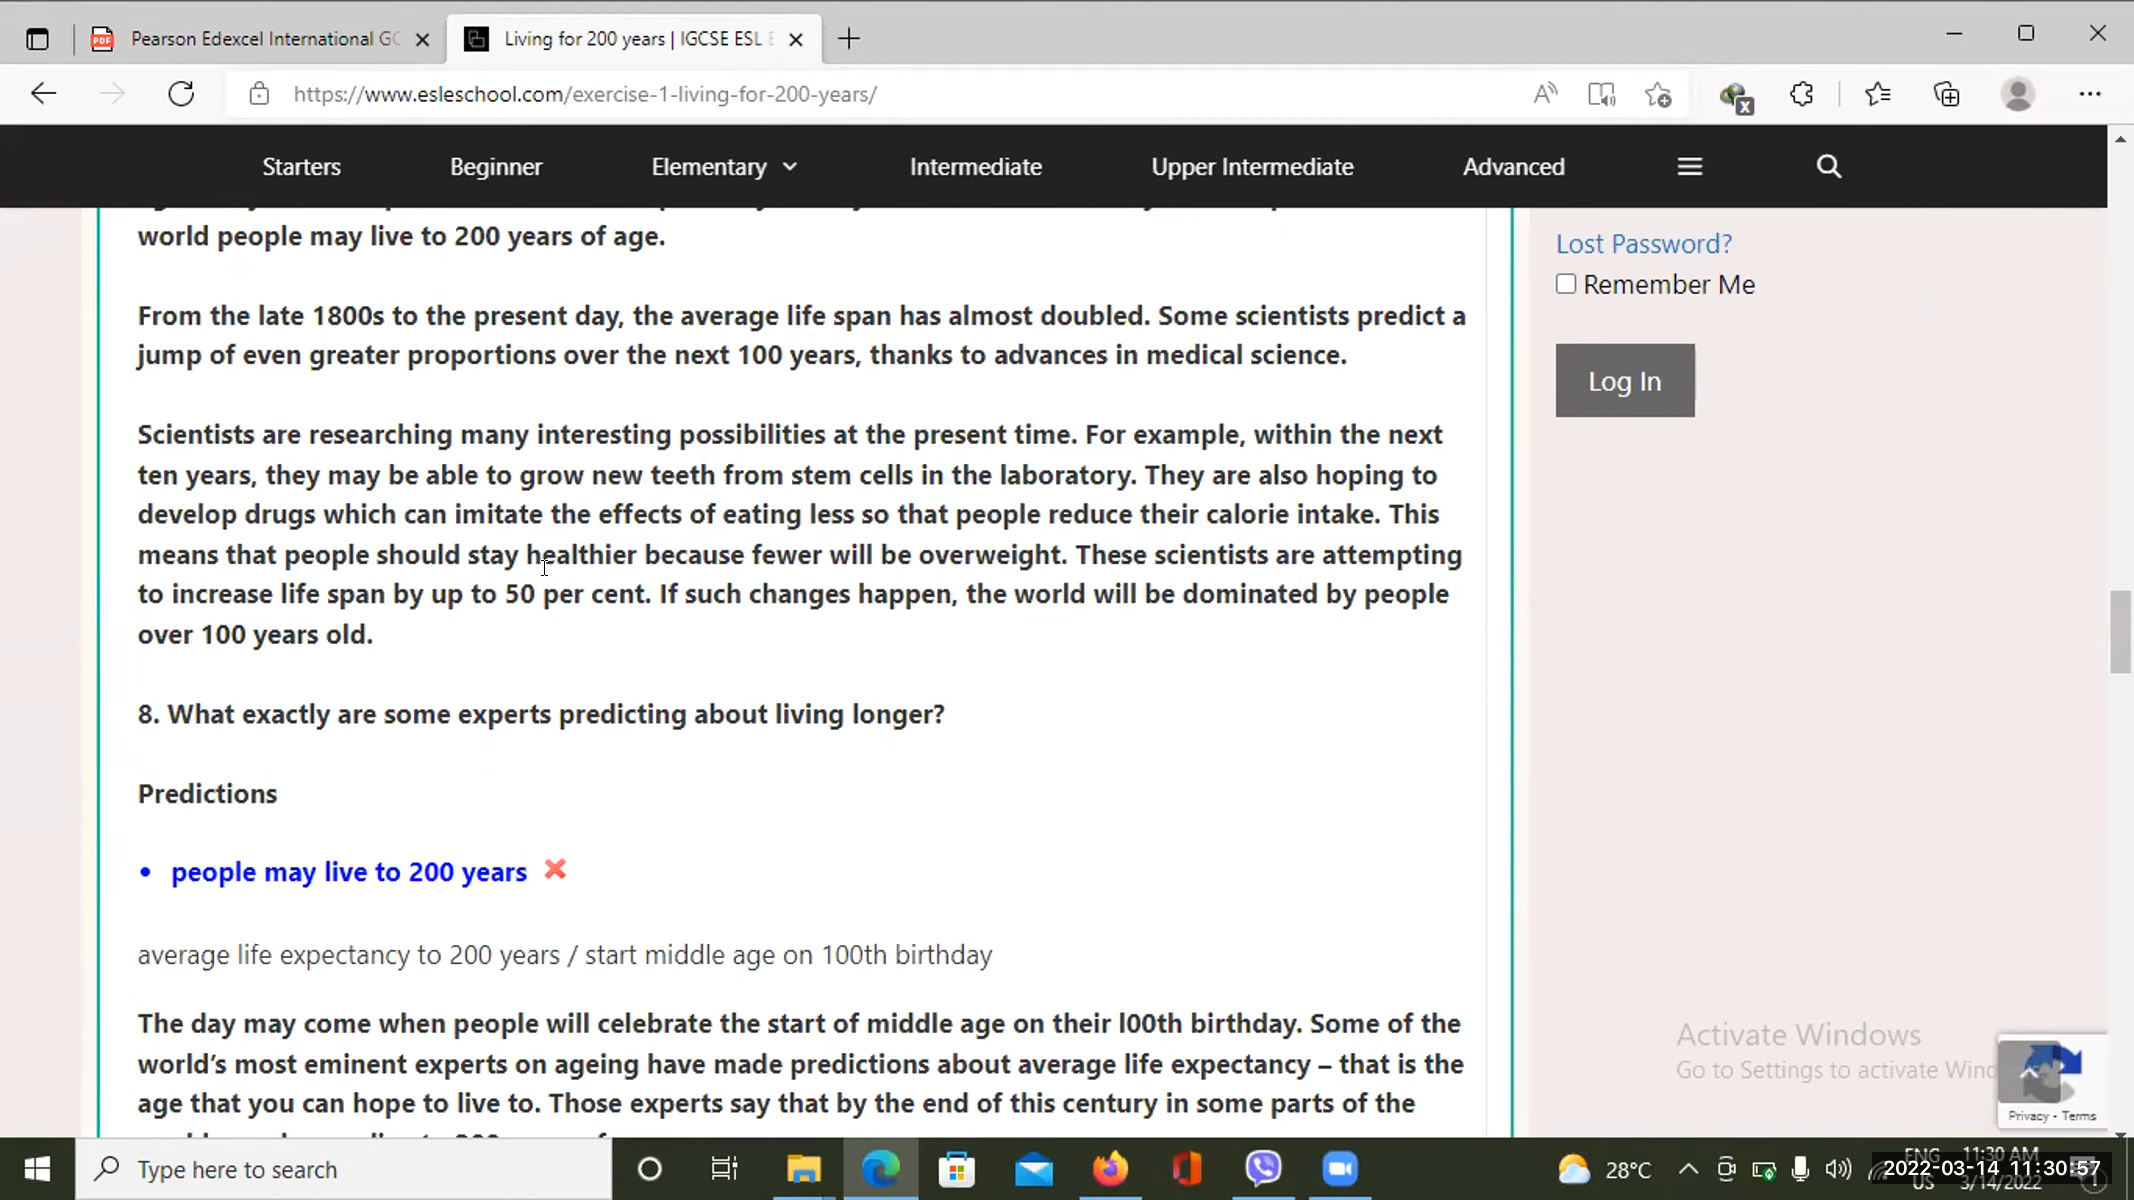 Pearson Edexcel International GC
Living for 200 years | IGCSE ESL E
https://www.esleschool.com/exercise-1-living-for-200-years/
Starters Beginner Elementary Intermediate Upper Intermediate Advanced
world people may live to 200 years of age.
From the late 1800s to the present day, the average life span has almost doubled. Some scientists predict a
jump of even greater proportions over the next 100 years, thanks to advances in medical science.
Scientists are researching many interesting possibilities at the present time. For example, within the next
ten years, they may be able to grow new teeth from stem cells in the laboratory. They are also hoping to
develop drugs which can imitate the effects of eating less so that people reduce their calorie intake. This
means that people should stay healthier because fewer will be overweight. These scientists are attempting
to increase life span by up to 50 per cent. If such changes happen, the world will be dominated by people
over 100 years old.
8. What exactly are some experts predicting about living longer?
Predictions
• people may live to 200 years
average life expectancy to 200 years / start middle age on 100th birthday
The day may come when people will celebrate the start of middle age on their l00th birthday. Some of the
world’s most eminent experts on ageing have made predictions about average life expectancy – that is the
age that you can hope to live to. Those experts say that by the end of this century in some parts of the
Lost Password?
Remember Me
Log In
Activate Windows
Go to Settings to activate Win
Privacy • Terms
Type here to search
28°C
ENG
US
11:30 AM
3/14/2022
2022-03-14 11:30:57